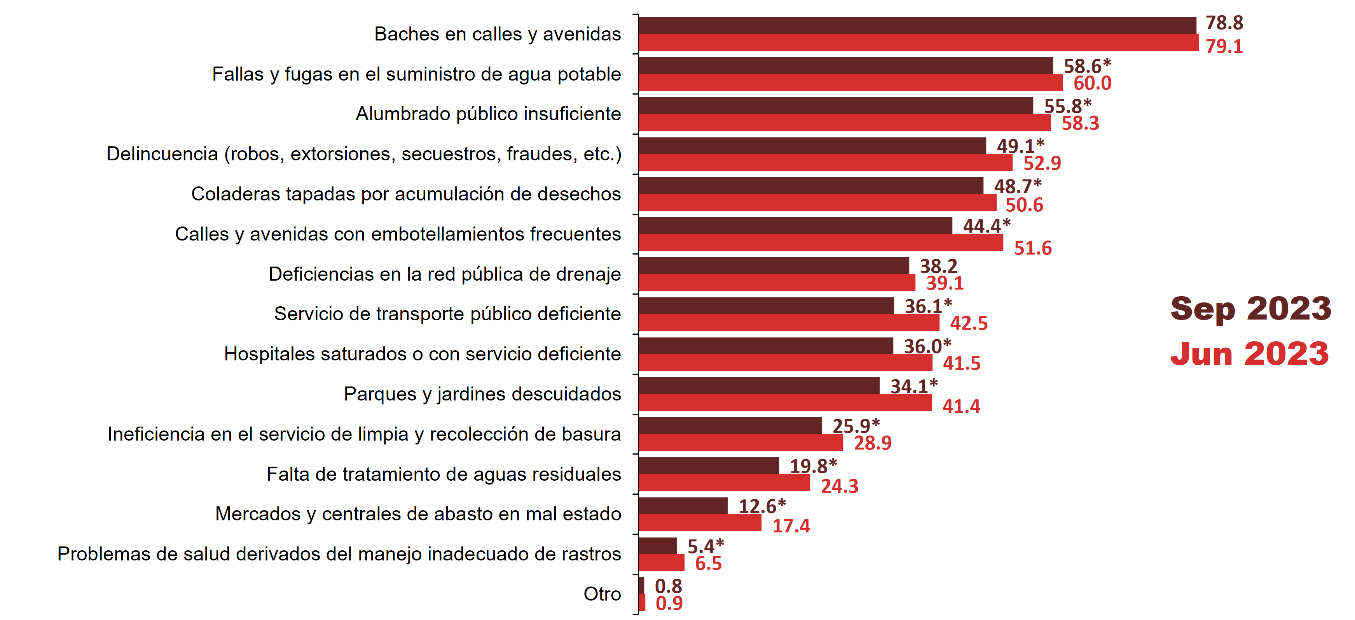 Baches en calles y avenidas 78.8
79.1
Fallas y fugas en el suministro de agua potable 58.6*
60.0
Alumbrado público insuficiente 55.8*
58.3
Delincuencia (robos, extorsiones, secuestros, fraudes, etc.) 49.1*
52.9
Coladeras tapadas por acumulación de desechos 48.7*
50.6
Calles y avenidas con embotellamientos frecuentes 44.4*
51.6
Deficiencias en la red pública de drenaje 38.2
39.1
Servicio de transporte público deficiente 36.1*
42.5
Hospitales saturados o con servicio deficiente 36.0*
41.5
Parques y jardines descuidados 34.1*
41.4
Ineficiencia en el servicio de limpia y recolección de basura 25.9*
28.9
Falta de tratamiento de aguas residuales 19.8*
24.3
Mercados y centrales de abasto en mal estado 12.6*
17.4
Problemas de salud derivados del manejo inadecuado de rastros 5.4*
6.5
Otro 0.8
0.9
Sep 2023
Jun 2023